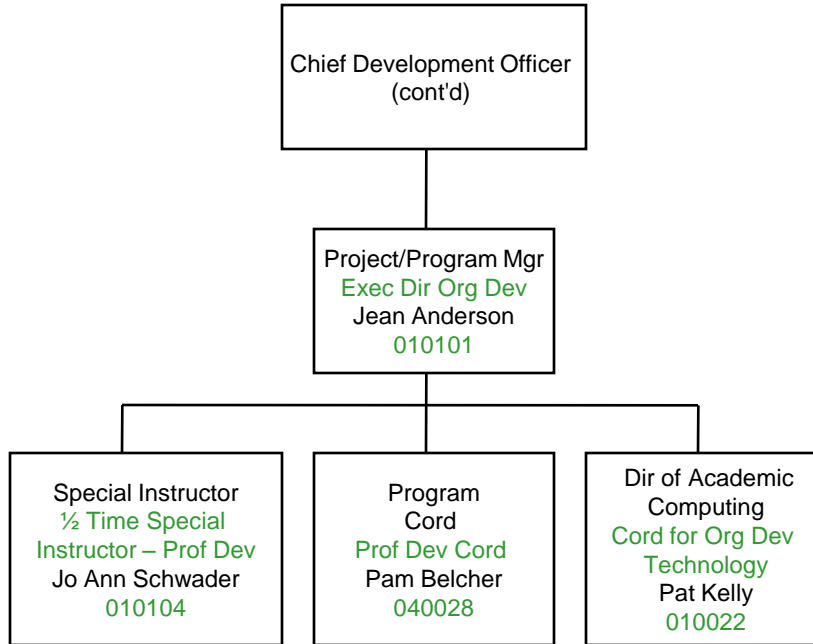 Chief Development Officer
(cont'd)
Project/Program Mgr
Exec Dir Org Dev
Jean Anderson
010101
Special Instructor
½ Time Special
Instructor – Prof Dev
Jo Ann Schwader
010104
Program
Cord
Prof Dev Cord
Pam Belcher
040028
Dir of Academic
Computing
Cord for Org Dev
Technology
Pat Kelly
010022